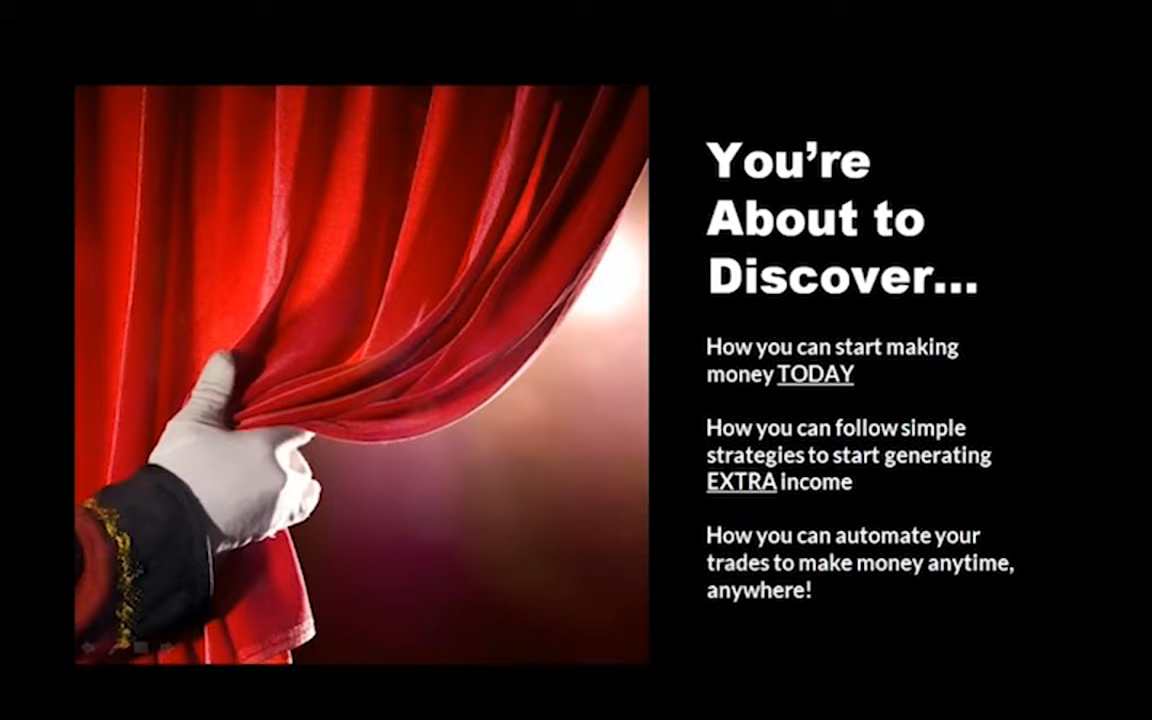 You’re
About to
Discover...
How you can start making
money TODAY
How you can follow simple
strategies to start generating
EXTRA income
How you can automate your
trades to make money anytime,
anywhere!